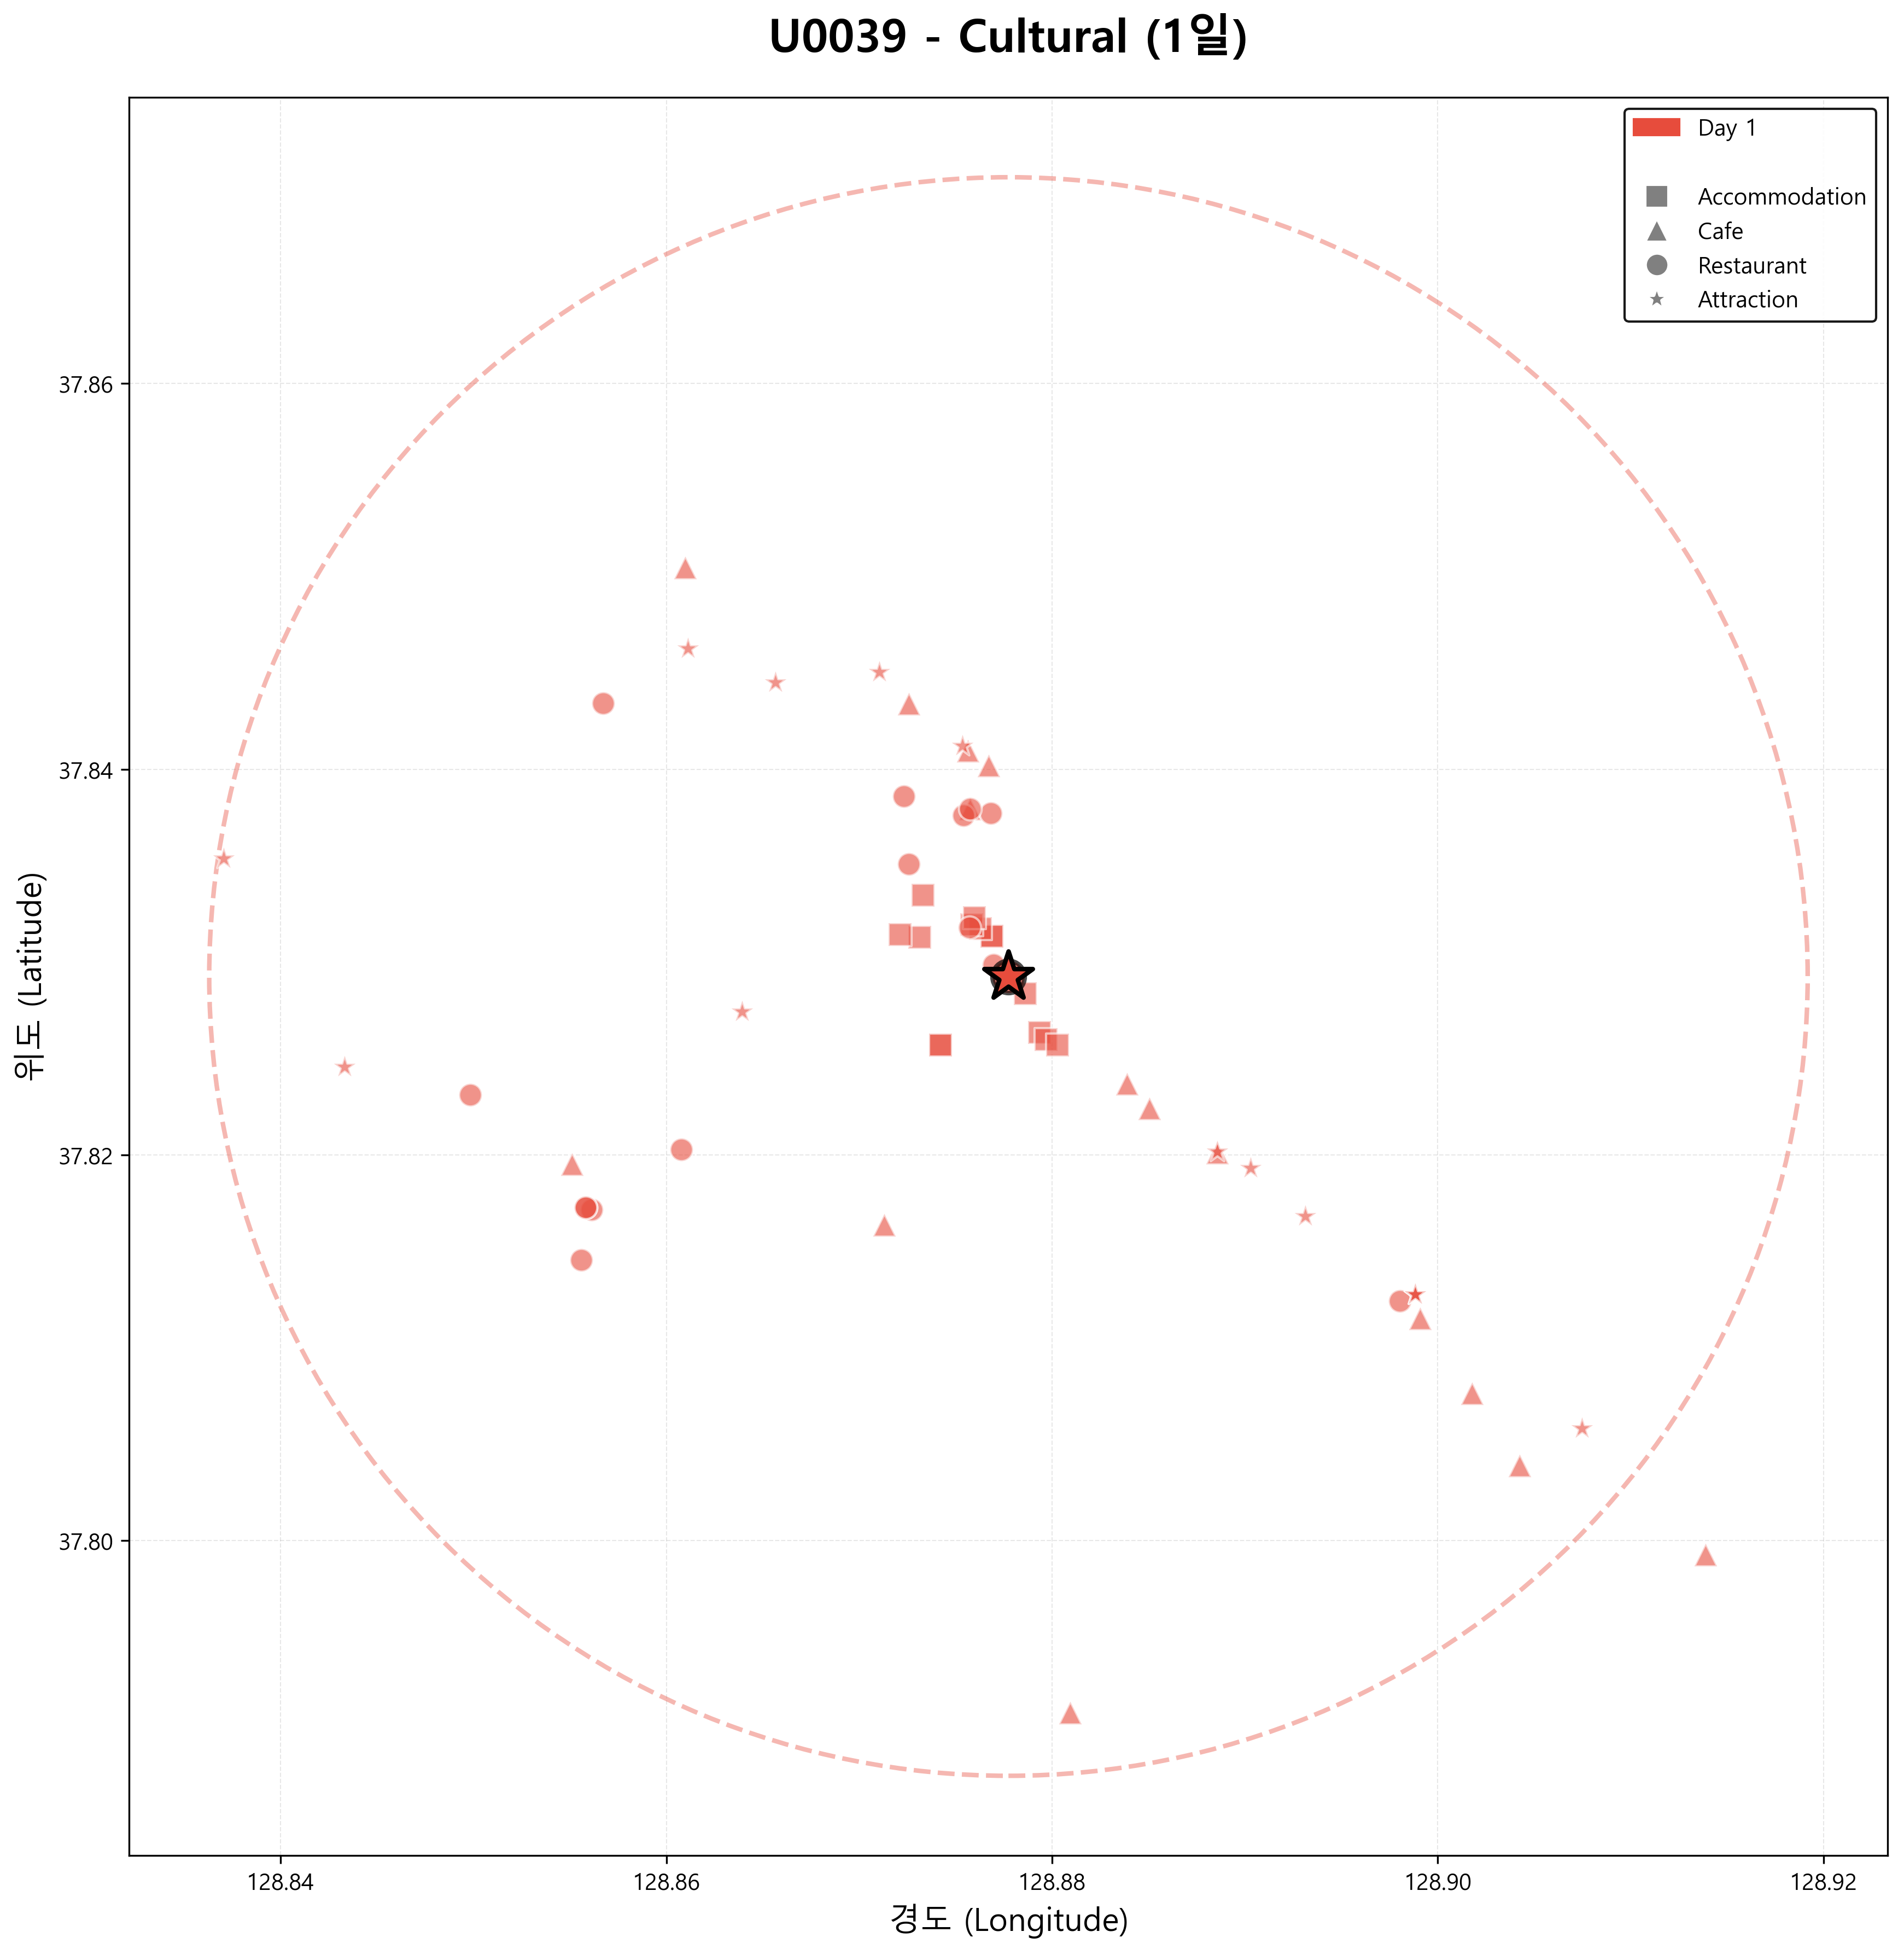 U0039 - Cultural (1일)
Day 1
Accommodation
Cafe
Restaurant
Attraction
위도 (Latitude)
37.86
37.84
37.82
37.80
128.84
128.86
128.88
128.90
128.92
경도 (Longitude)